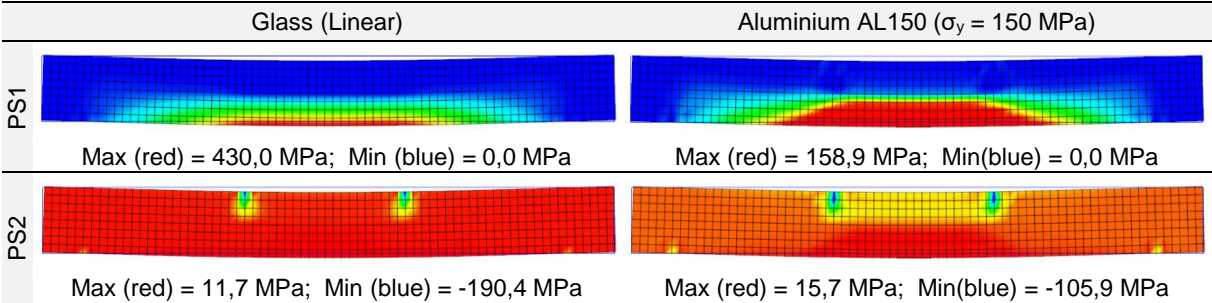 Glass (Linear) Aluminium AL150 (σy = 150 MPa)
PS1
Max (red) = 430,0 MPa; Min (blue) = 0,0 MPa Max (red) = 158,9 MPa; Min(blue) = 0,0 MPa
PS2
Max (red) = 11,7 MPa; Min (blue) = -190,4 MPa Max (red) = 15,7 MPa; Min(blue) = -105,9 MPa